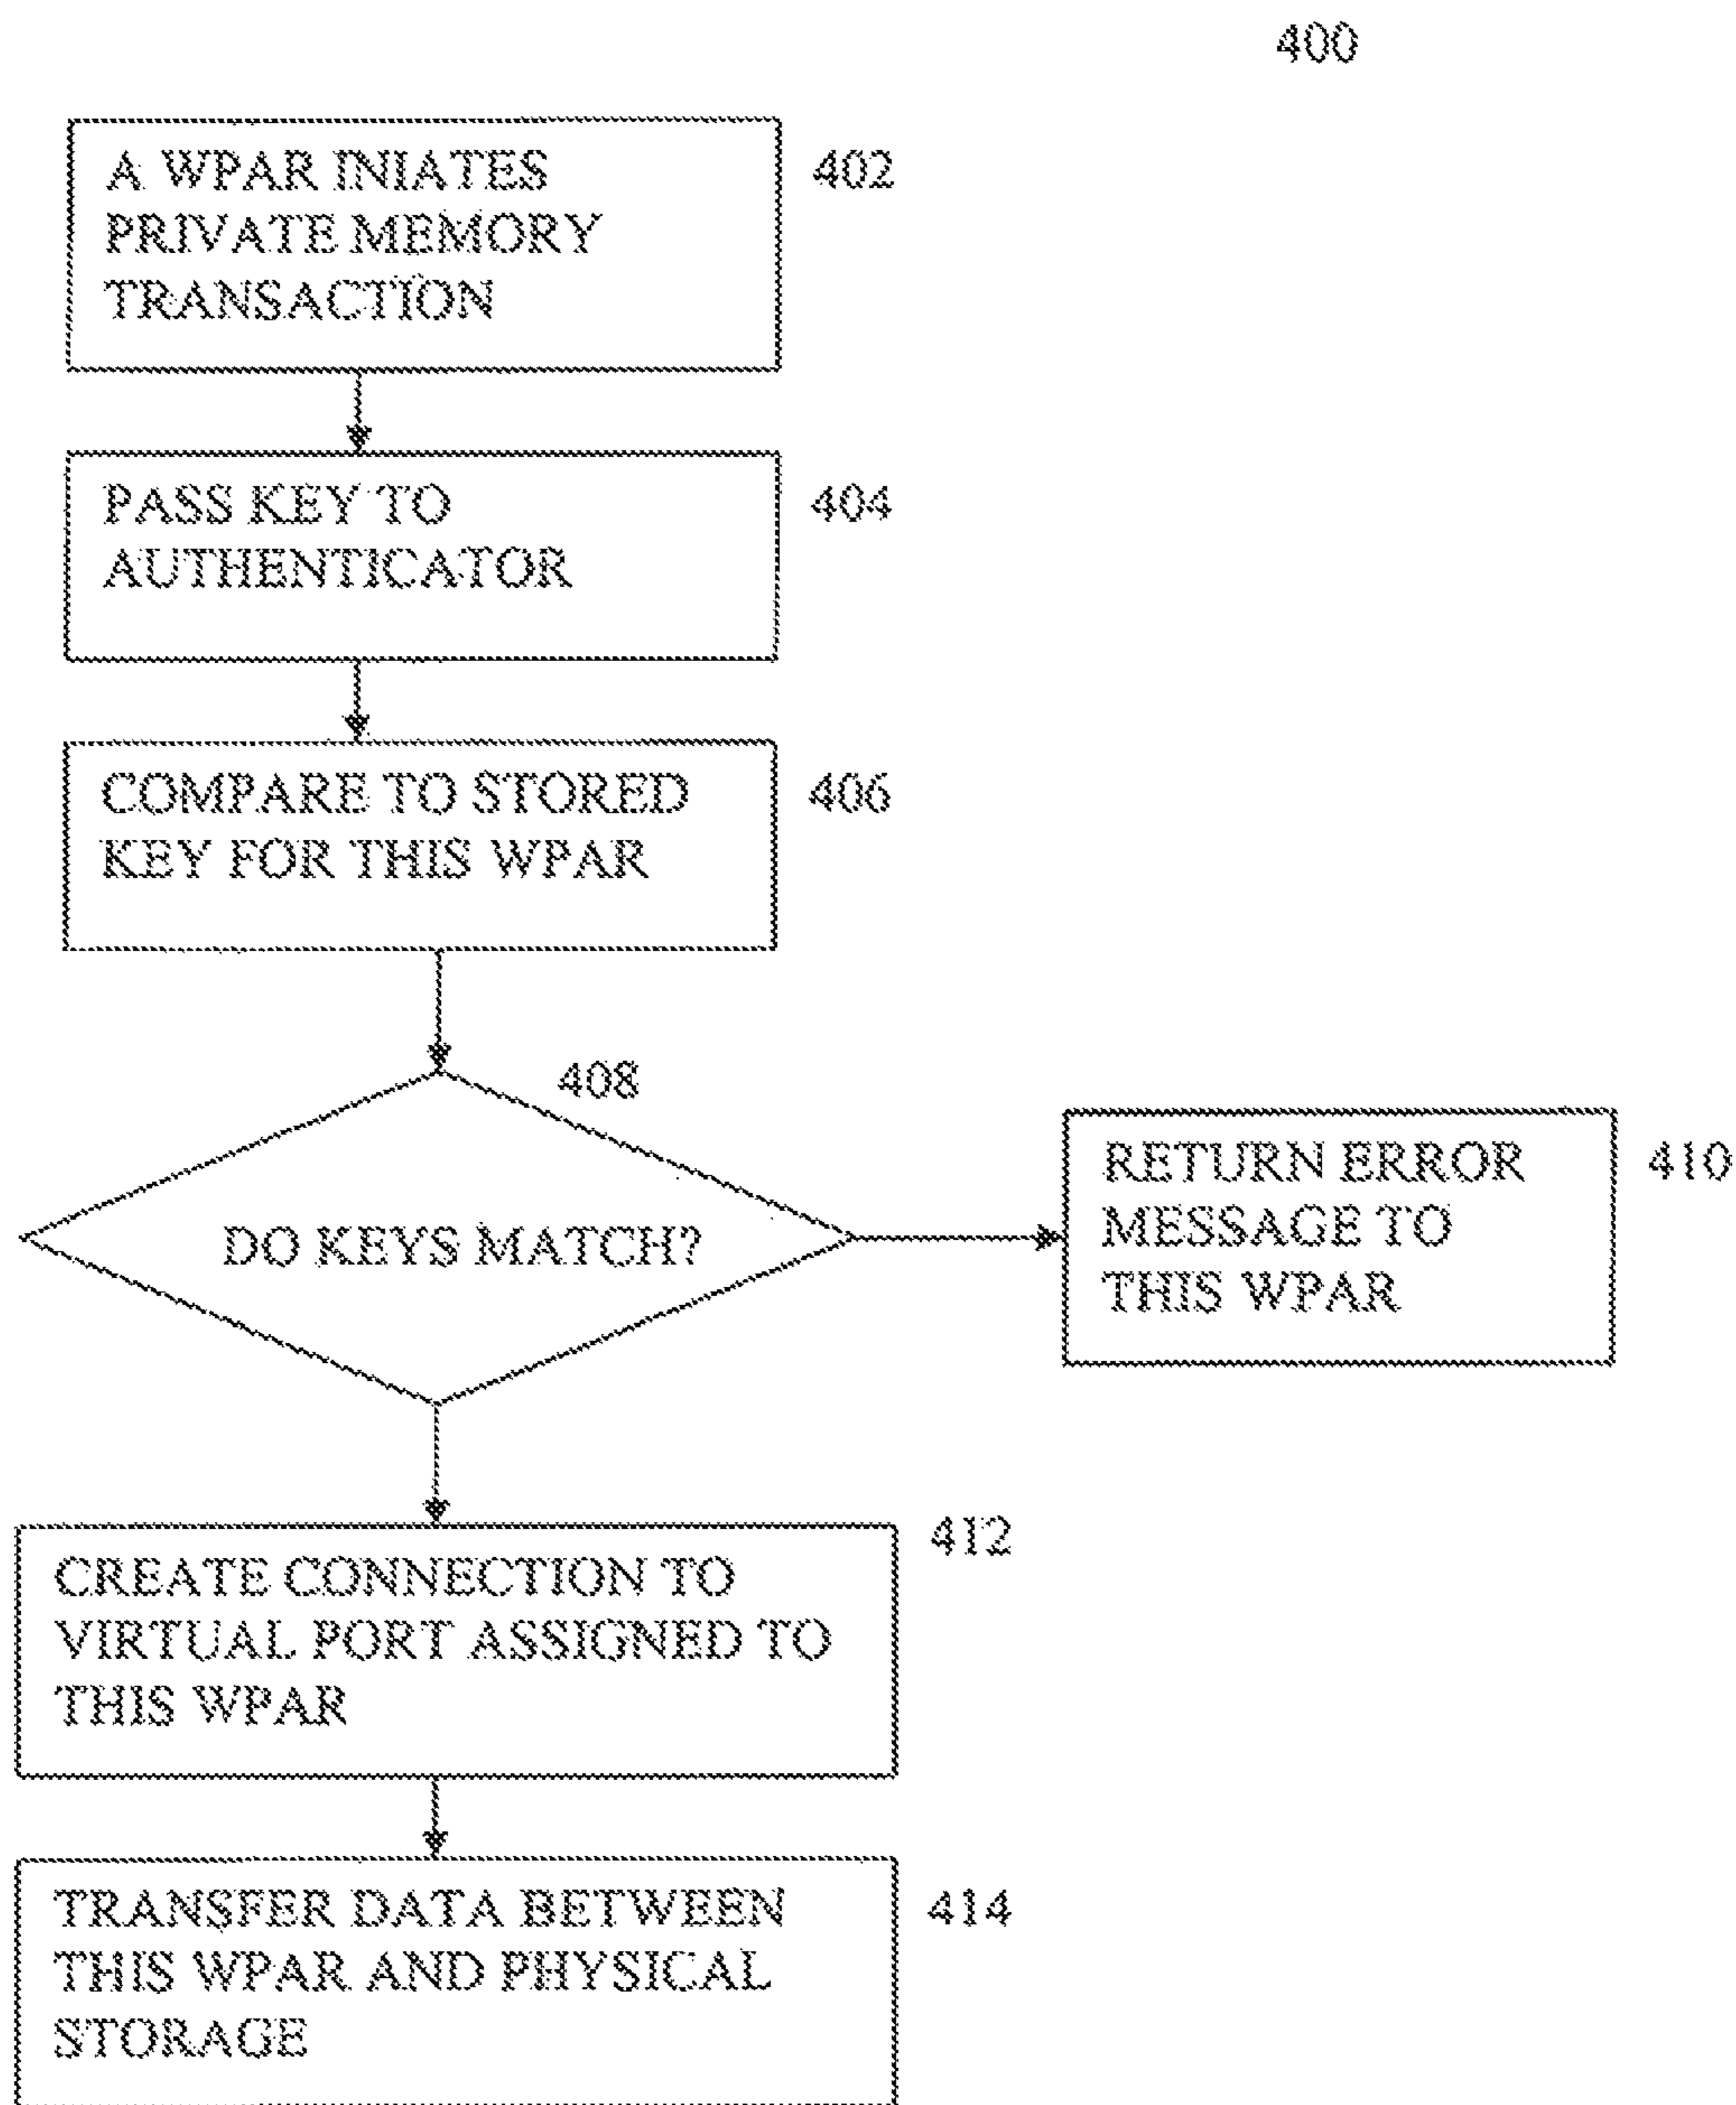 400
A WPAR INIATES
PRIVATE MEMORY
TRANSACTION
402
PASS KEY TO
AUTHENTICATOR
404
COMPARE TO STORED
KEY FOR THIS WPAR
406
408
DO KEYS MATCH?
RETURN ERROR
MESSAGE TO
THIS WPAR
410
CREATE CONNECTION TO
VIRTUAL PORT ASSIGNED TO
THIS WPAR
412
TRANSFER DATA BETWEEN
THIS WPAR AND PHYSICAL
STORAGE
414